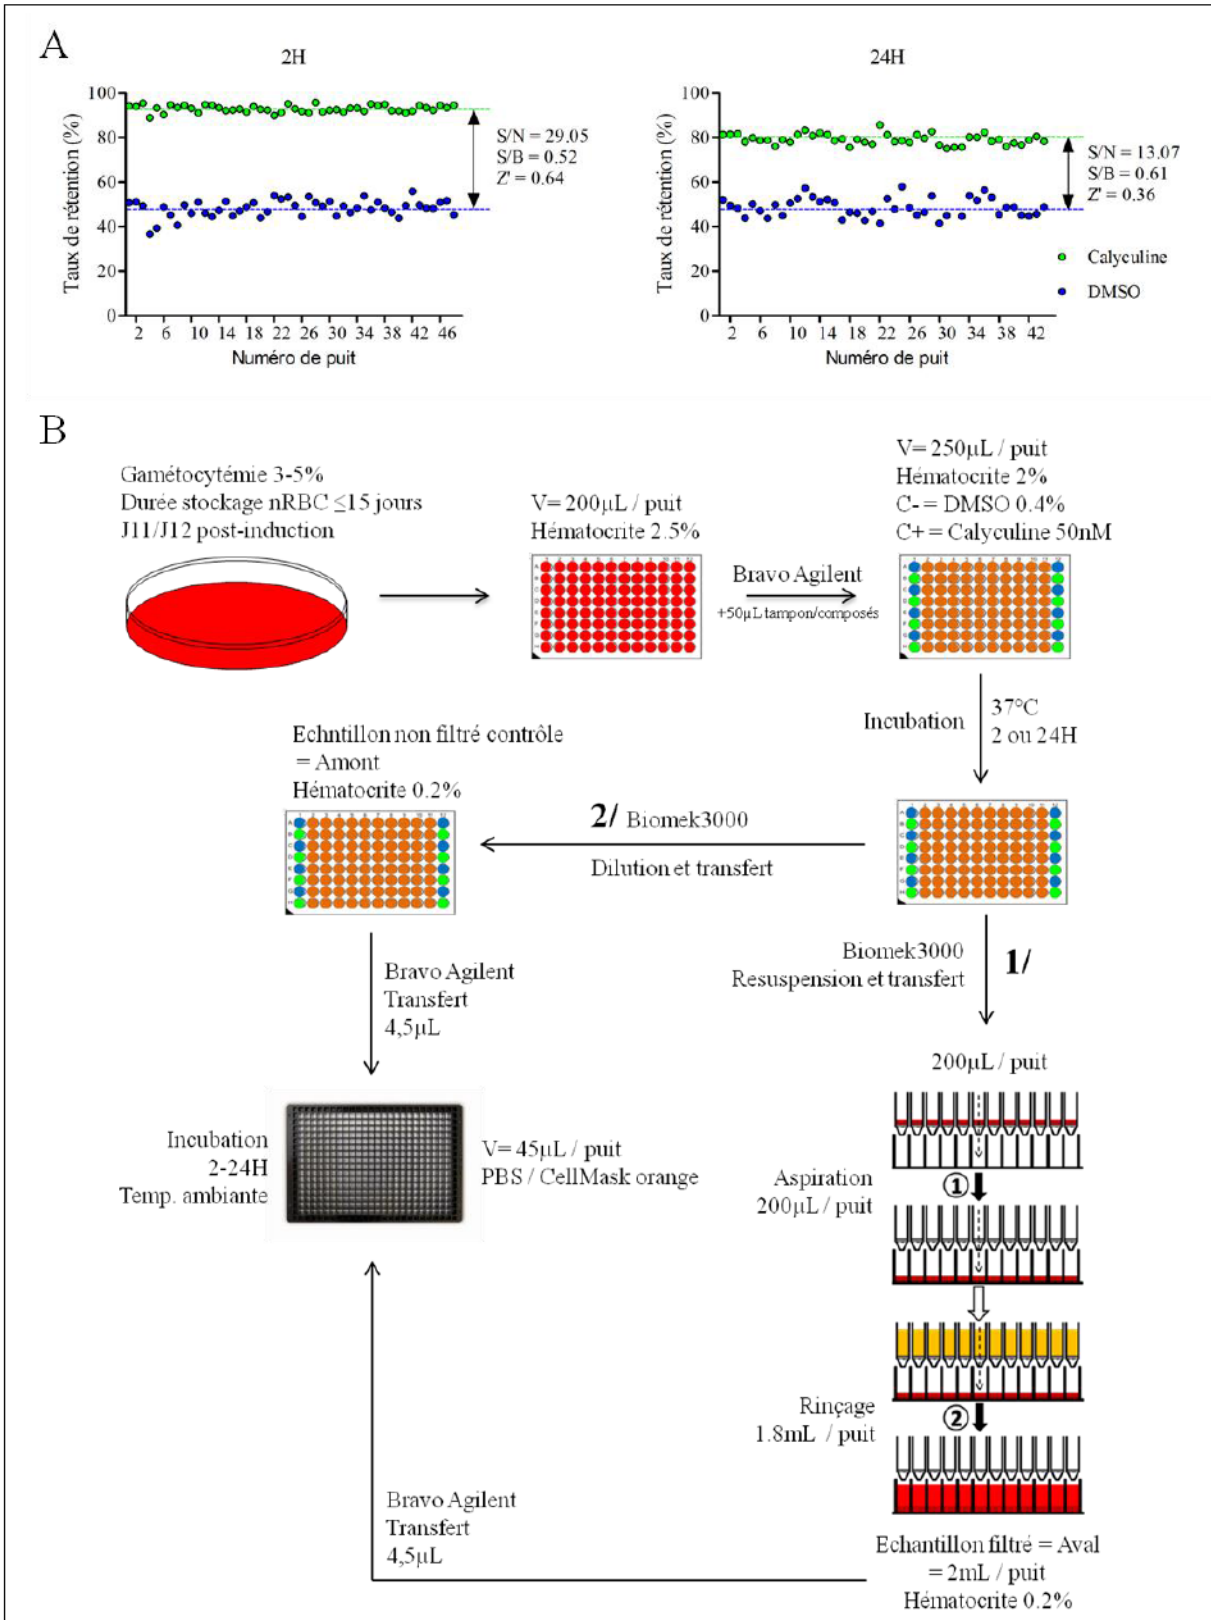 A
2H
24H
Taux de rétention (%)
100
80
60
40
20
0
2 6 10 14 18 22 26 30 34 38 42 46
Numéro de puit
S/N = 29.05
S/B = 0.52
Z' = 0.64
Taux de rétention (%)
100
80
60
40
20
0
2 6 10 14 18 22 26 30 34 38 42
Numéro de puit
S/N = 13.07
S/B = 0.61
Z' = 0.36
Calyculine
DMSO
B
Gamétocytémie 3-5%
Durée stockage nRBC ≤15 jours
J11/J12 post-induction
V= 200µL / puit
Hématocrite 2.5%
Bravo Agilent
+50µL tampon/composés
V= 250µL / puit
Hématocrite 2%
C- = DMSO 0.4%
C+ = Calyculine 50nM
Incubation
37°C
2 ou 24H
Echntillon non filtré contrôle
= Amont
Hématocrite 0.2%
2/ Biomek3000
Dilution et transfert
Biomek3000
Resuspension et transfert
1/
Bravo Agilent
Transfert
4,5µL
200µL / puit
Incubation
2-24H
Temp. ambiante
V= 45µL / puit
PBS / CellMask orange
Aspiration
200µL / puit
1
Rinçage
1.8mL / puit
2
Bravo Agilent
Transfert
4,5µL
Echantillon filtré = Aval
= 2mL / puit
Hématocrite 0.2%